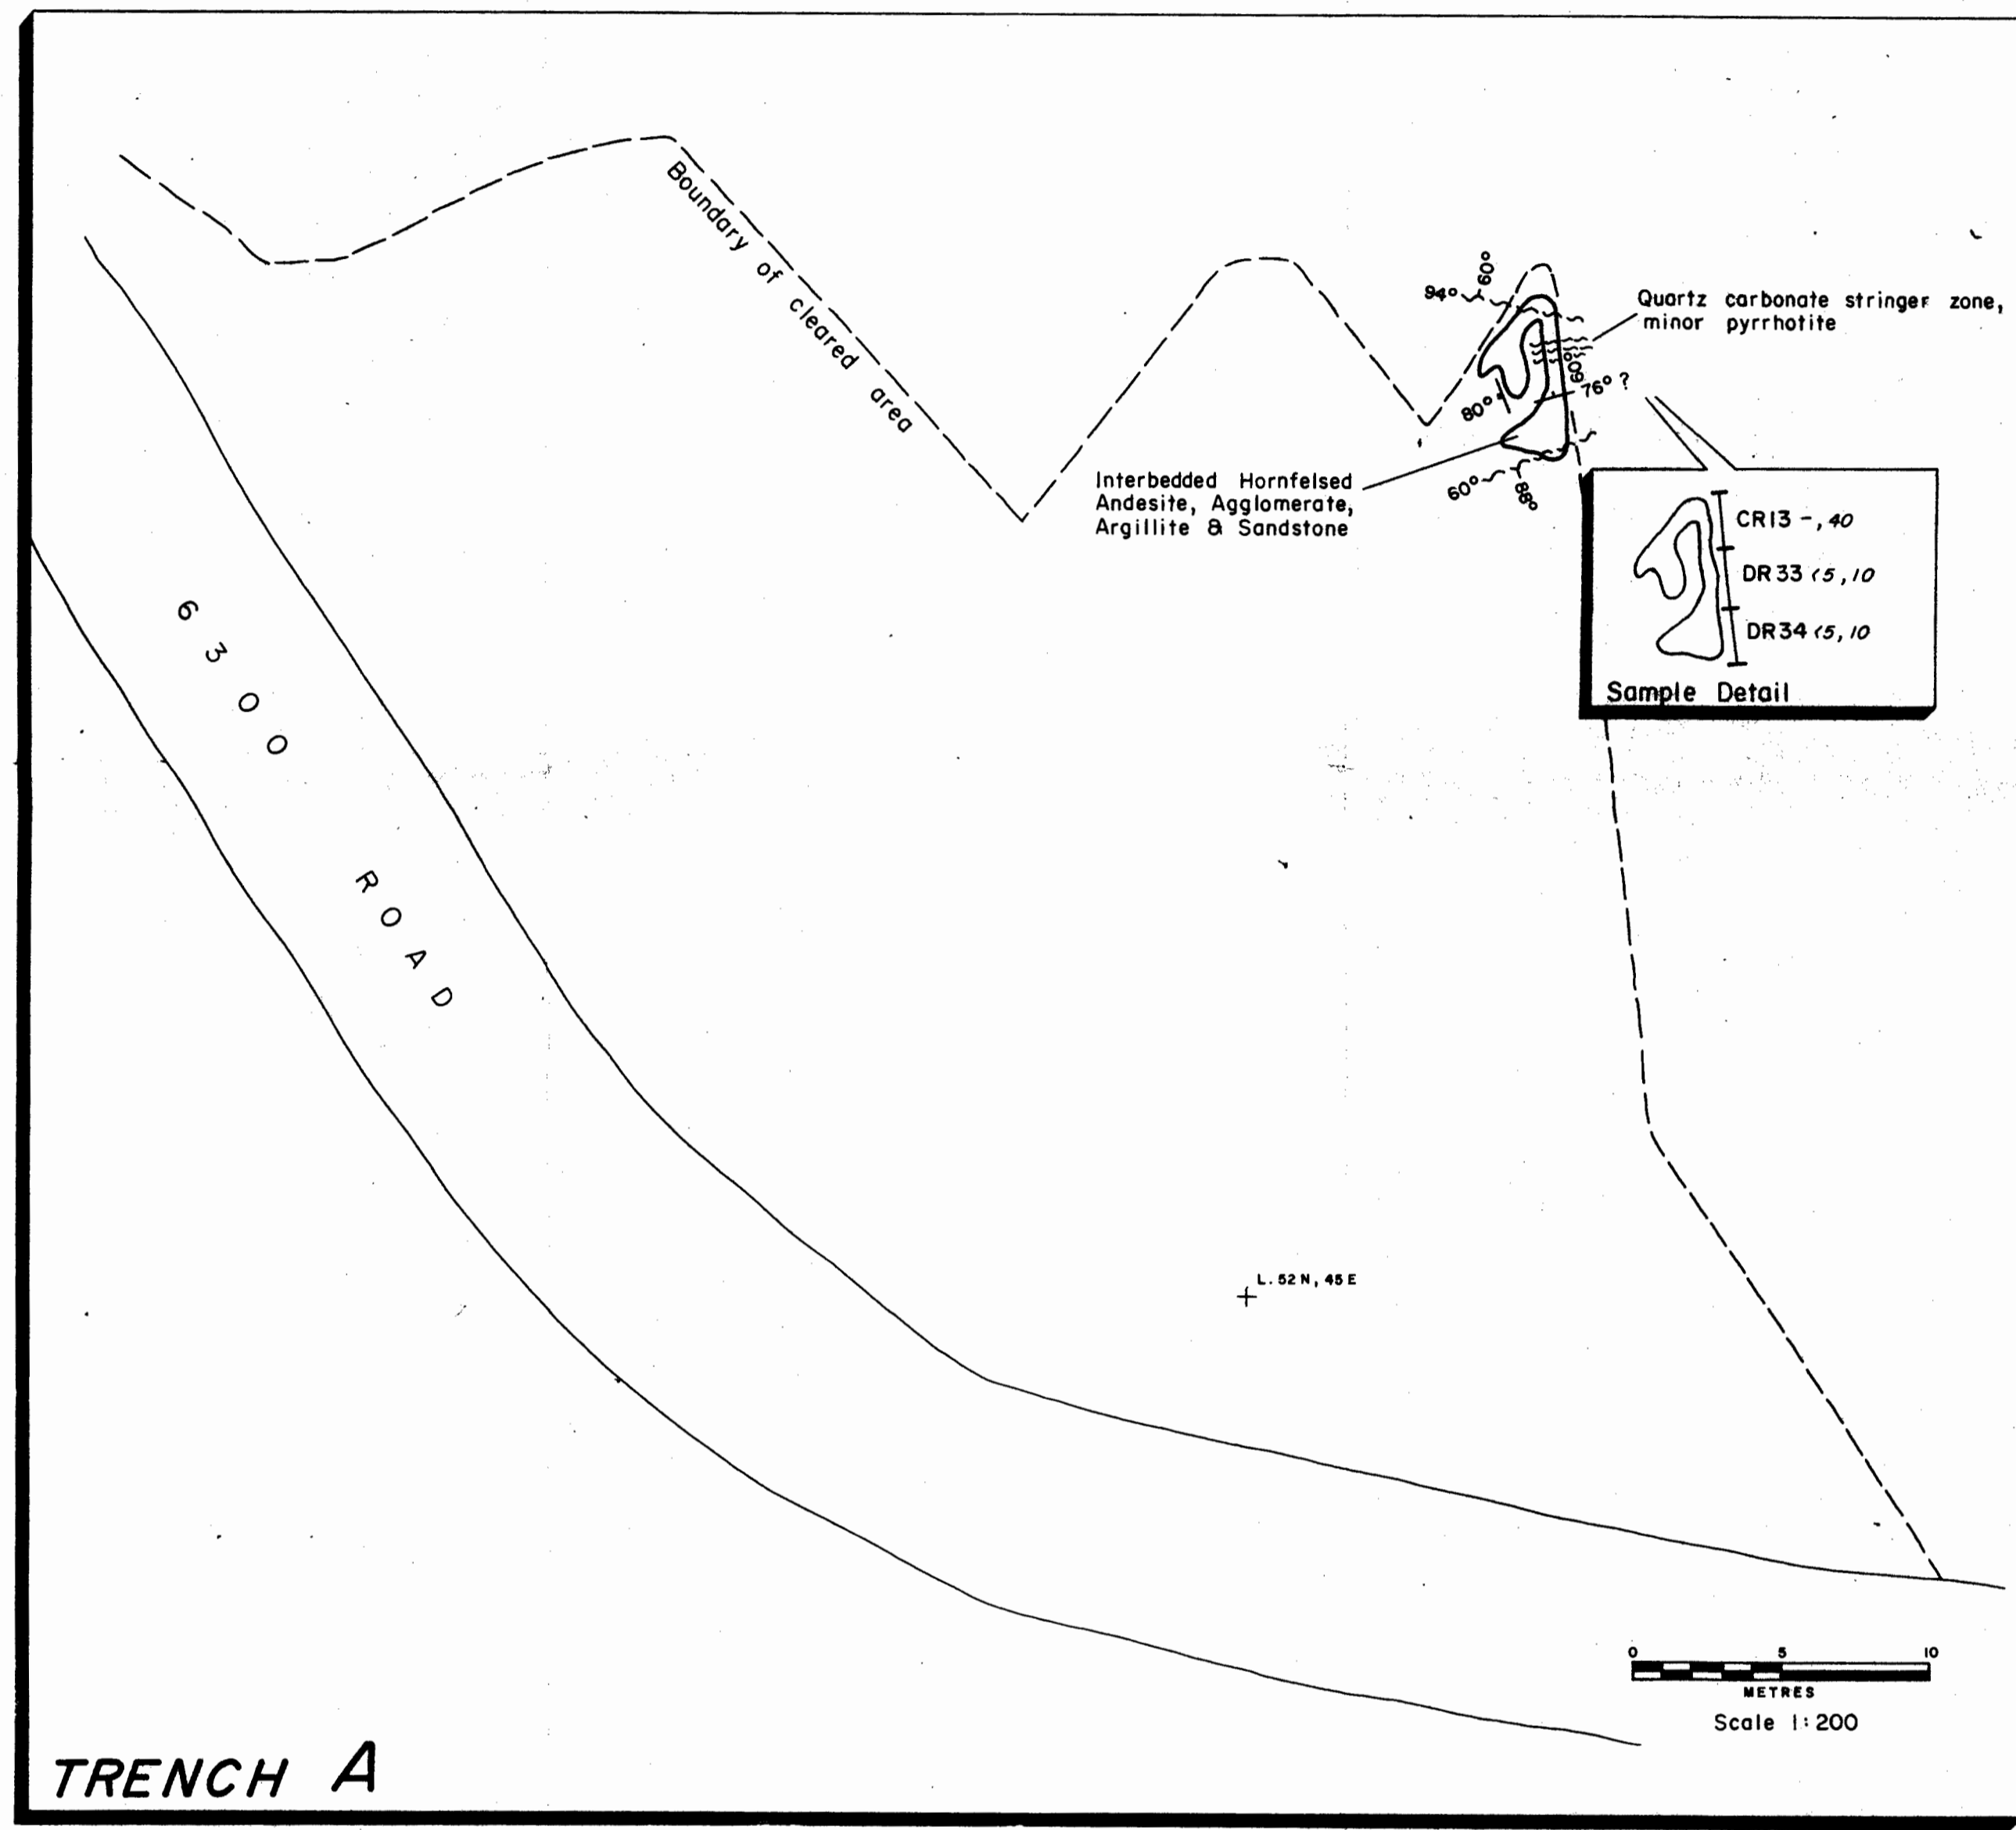 Boundary of cleared area
94°
60°
Quartz carbonate stringer zone,
minor pyrrhotite
60°
76° ?
80°
Interbedded Hornfelsed
Andesite, Agglomerate,
Argillite & Sandstone
60°
88°
CR13 -, 40
DR33 <5, 10
DR34 <5, 10
Sample Detail
6300 ROAD
L. 52 N, 45 E
0 5 10
METRES
Scale 1:200
TRENCH A